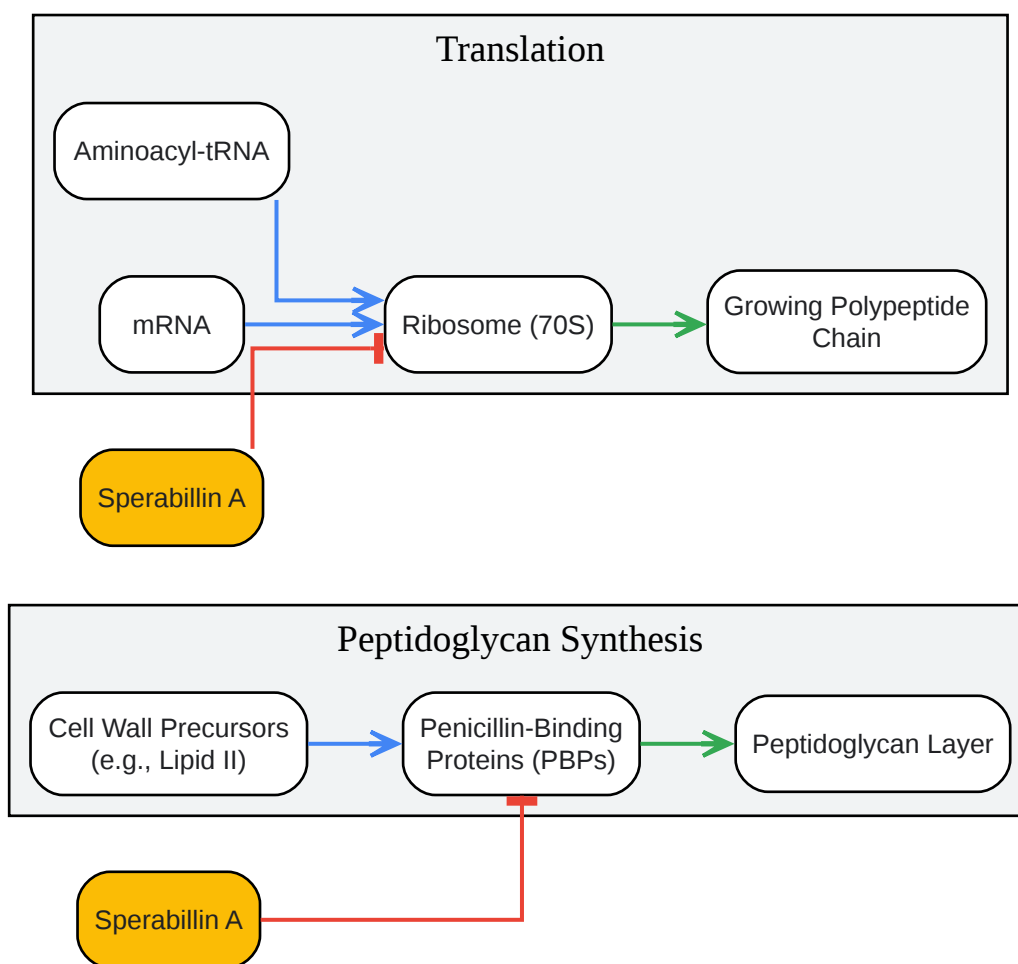 Translation
Aminoacyl-tRNA
mRNA
Ribosome (70S)
Growing Polypeptide
Chain
Sperabillin A
Peptidoglycan Synthesis
Cell Wall Precursors
(e.g., Lipid II)
Penicillin-Binding
Proteins (PBPs)
Peptidoglycan Layer
Sperabillin A